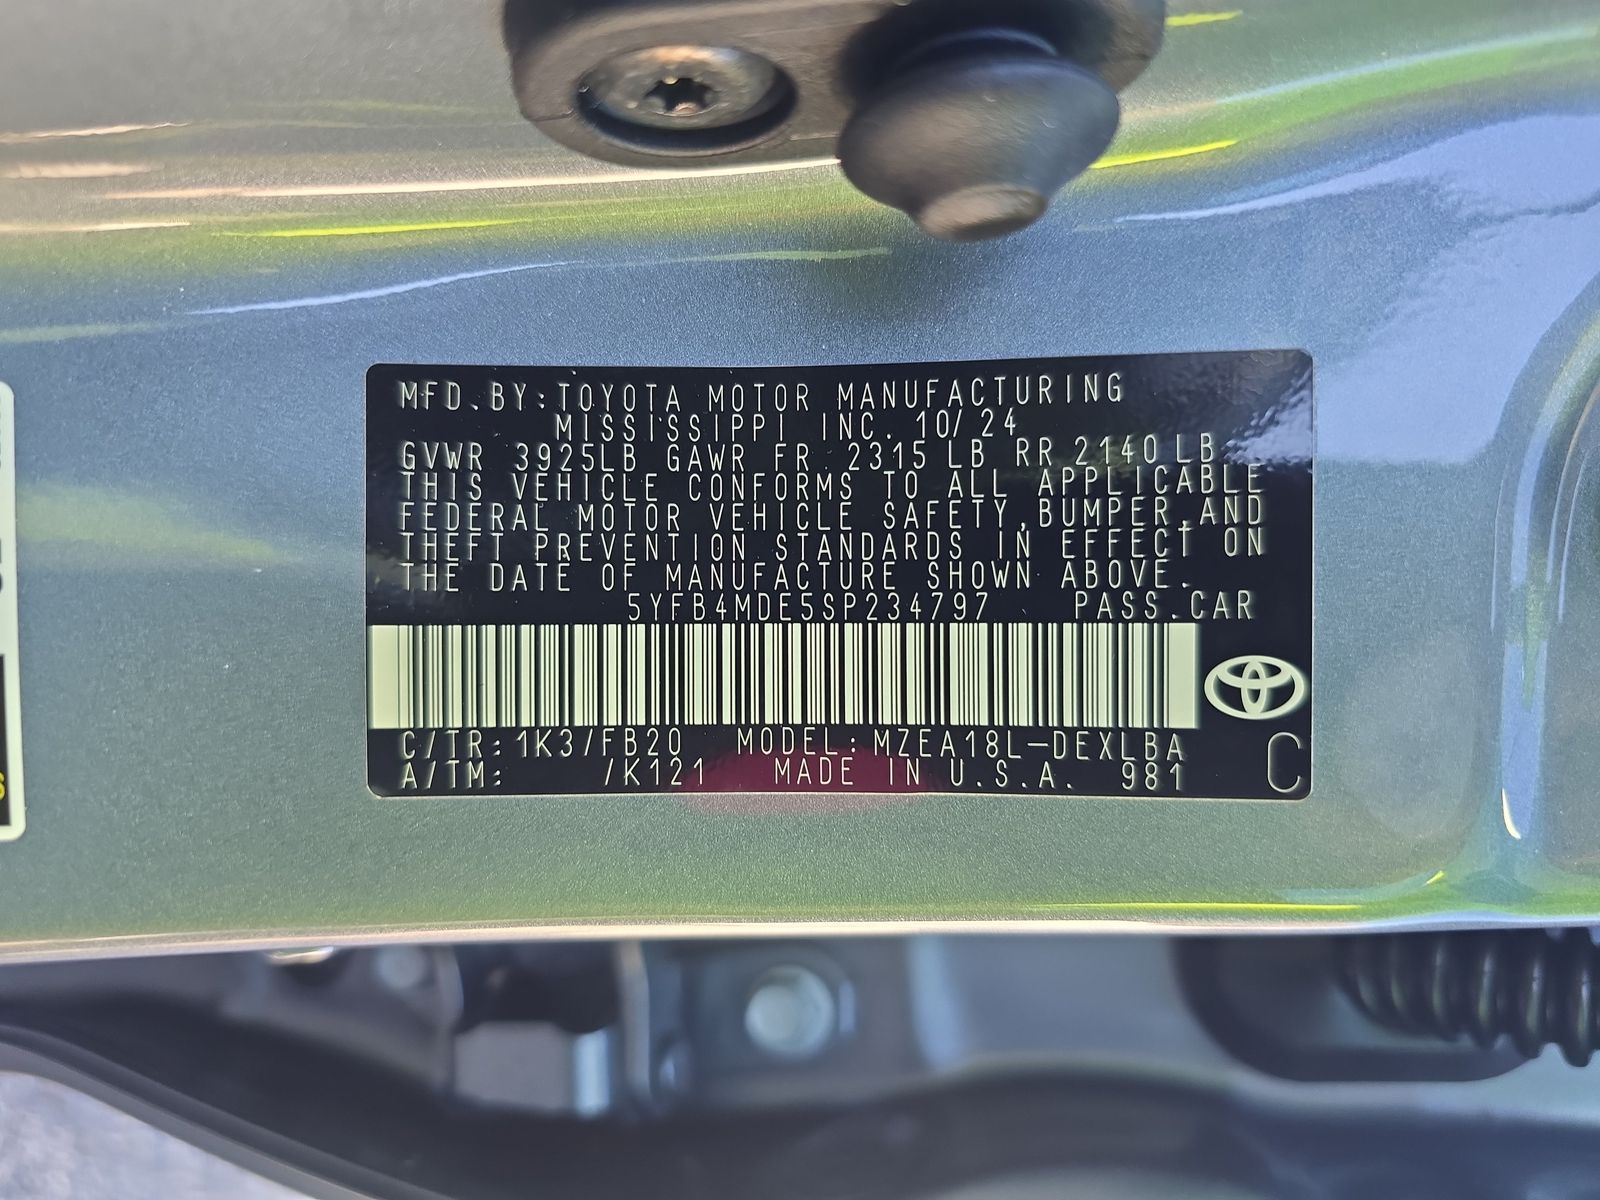 MFD.BY:TOYOTA MOTOR MANUFACTURING
MISSISSIPPI INC. 10/24
GVWR 3925LB GAWR FR 2315LB RR 2140LB
THIS VEHICLE CONFORMS TO ALL APPLICABLE
FEDERAL MOTOR VEHICLE SAFETY,BUMPER,AND
THEFT PREVENTION STANDARDS IN EFFECT ON
THE DATE OF MANUFACTURE SHOWN ABOVE.
5YFB4MDE5SP234797 PASS.CAR
C/TR:1K3/FB20 MODEL:MZEA18L-DEXLBA
A/TM: /K121 MADE IN U.S.A. 981
C